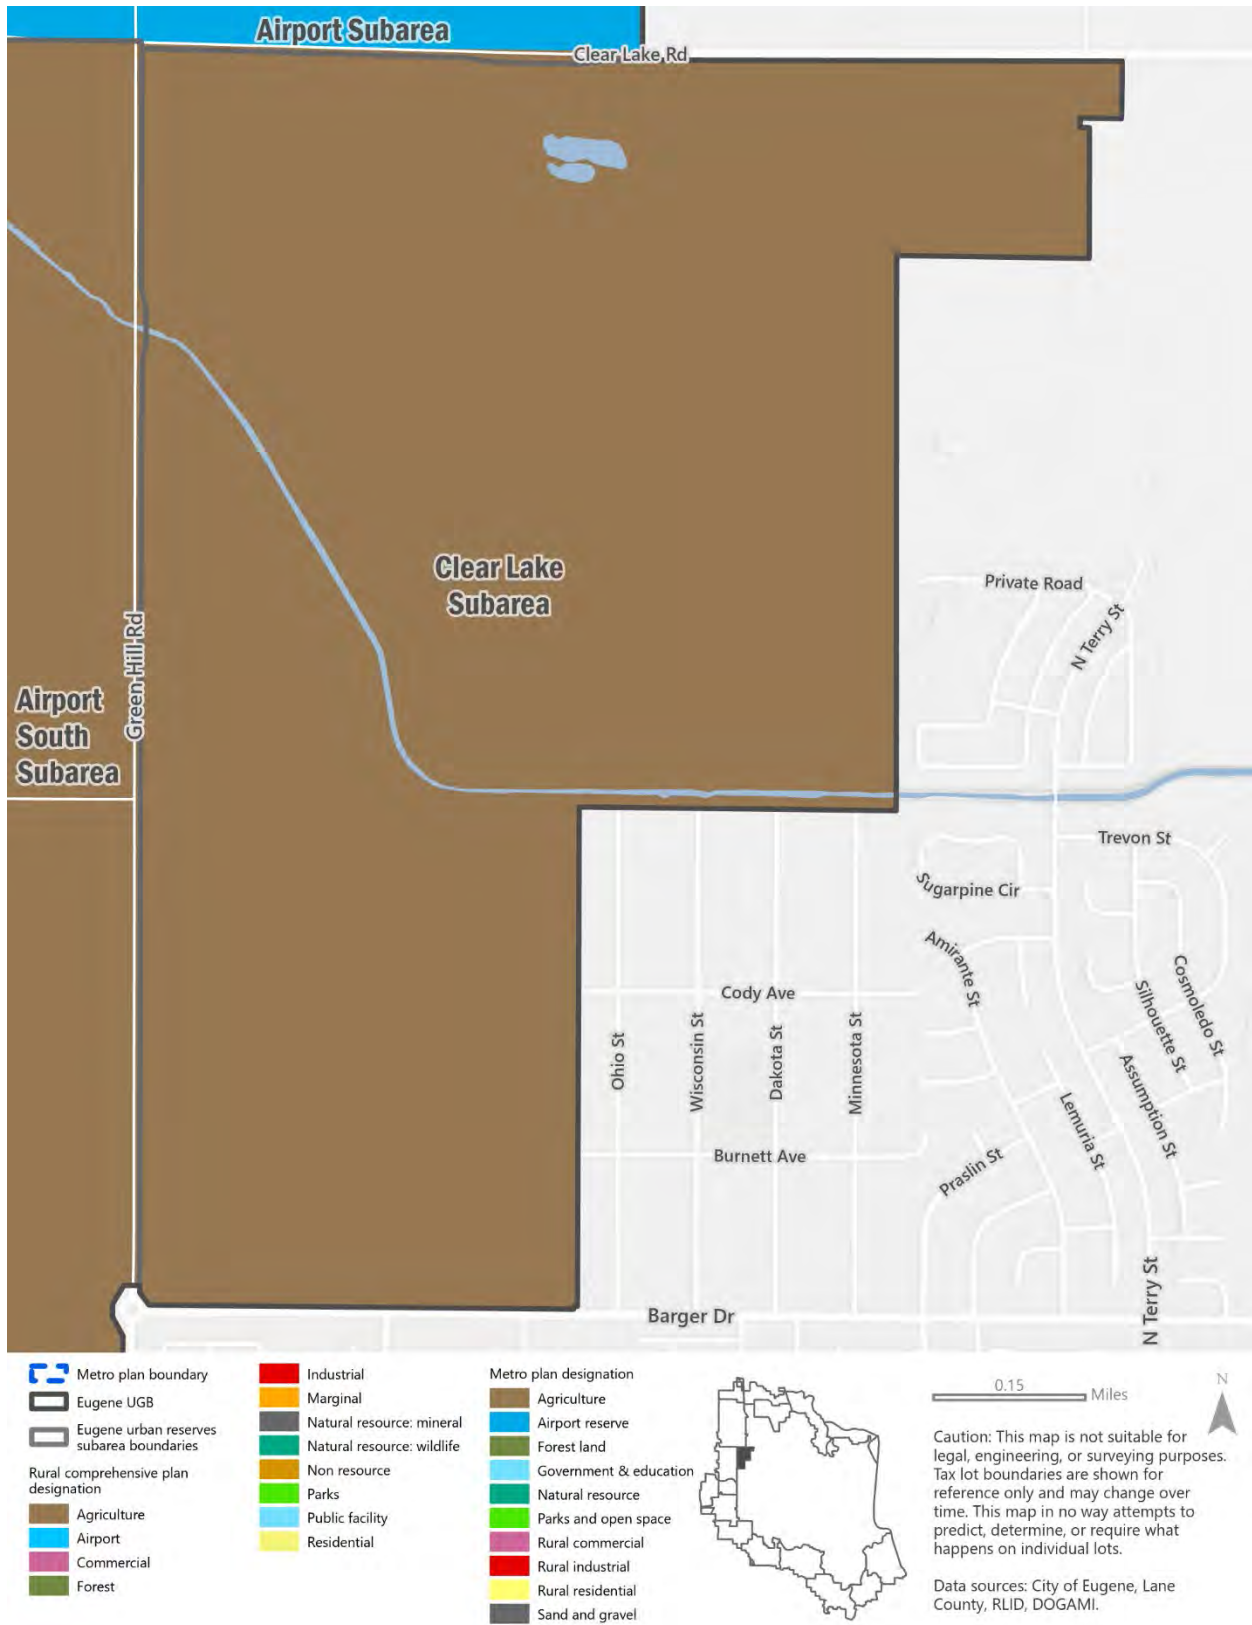 Airport Subarea
Clear Lake Rd
Clear Lake
Subarea
Private Road
N Terry St
Green Hill Rd
Airport
South
Subarea
Trevon St
Sugarpine Cir
Amirante St
Cosmoledo St
Silhouette St
Cody Ave
Ohio St
Wisconsin St
Dakota St
Minnesota St
Assumption St
Lemuria St
Burnett Ave
Praslin St
N Terry St
Barger Dr
Metro plan boundary
Eugene UGB
Eugene urban reserves
subarea boundaries
Rural comprehensive plan
designation
Agriculture
Airport
Commercial
Forest
Industrial
Marginal
Natural resource: mineral
Natural resource: wildlife
Non resource
Parks
Public facility
Residential
Metro plan designation
Agriculture
Airport reserve
Forest land
Government & education
Natural resource
Parks and open space
Rural commercial
Rural industrial
Rural residential
Sand and gravel
0.15
Miles
N
Caution: This map is not suitable for
legal, engineering, or surveying purposes.
Tax lot boundaries are shown for
reference only and may change over
time. This map in no way attempts to
predict, determine, or require what
happens on individual lots.
Data sources: City of Eugene, Lane
County, RLID, DOGAMI.